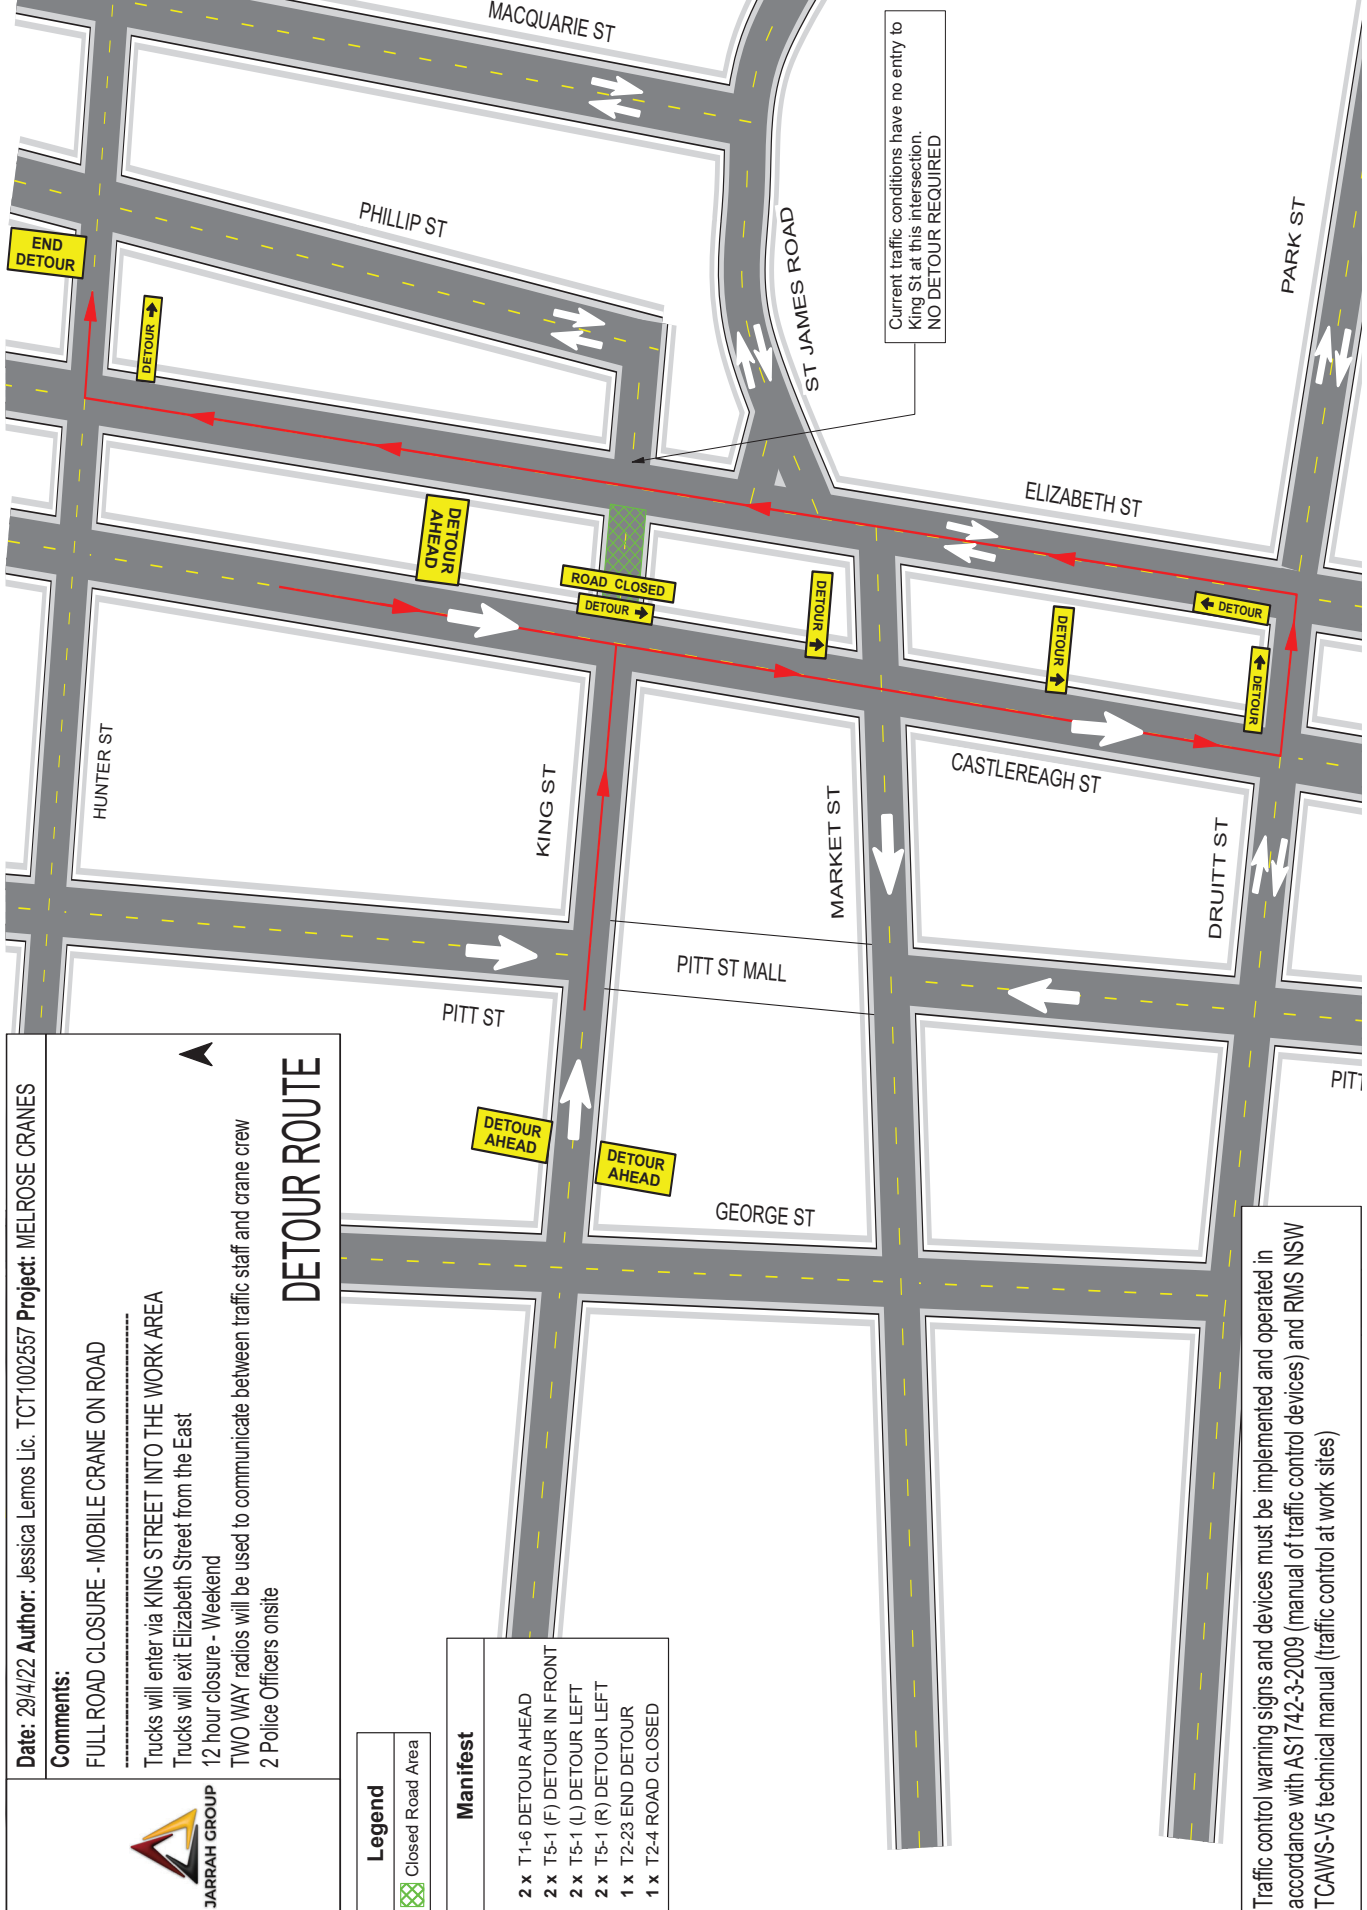 Date: 29/4/22 Author: Jessica Lemos Lic. TCT1002557 Project: MELROSE CRANES
Comments:
FULL ROAD CLOSURE - MOBILE CRANE ON ROAD
Trucks will enter via KING STREET INTO THE WORK AREA
Trucks will exit Elizabeth Street from the East
12 hour closure - Weekend
TWO WAY radios will be used to communicate between traffic staff and crane crew
2 Police Officers onsite
DETOUR ROUTE
JARRAH GROUP
Legend
Closed Road Area
Manifest
2 x T1-6 DETOUR AHEAD
2 x T5-1 (F) DETOUR IN FRONT
2 x T5-1 (L) DETOUR LEFT
2 x T5-1 (R) DETOUR LEFT
1 x T2-23 END DETOUR
1 x T2-4 ROAD CLOSED
Traffic control warning signs and devices must be implemented and operated in
accordance with AS1742-3-2009 (manual of traffic control devices) and RMS NSW
TCAWS-V5 technical manual (traffic control at work sites)
Current traffic conditions have no entry to
King St at this intersection.
NO DETOUR REQUIRED
MACQUARIE ST
PHILLIP ST
END
DETOUR
DETOUR
ST JAMES ROAD
PARK ST
ELIZABETH ST
DETOUR
AHEAD
ROAD CLOSED
DETOUR
DETOUR
DETOUR
DETOUR
DETOUR
HUNTER ST
KING ST
MARKET ST
CASTLEREAGH ST
DRUITT ST
PITT ST MALL
PITT ST
PITT
DETOUR
AHEAD
DETOUR
AHEAD
GEORGE ST